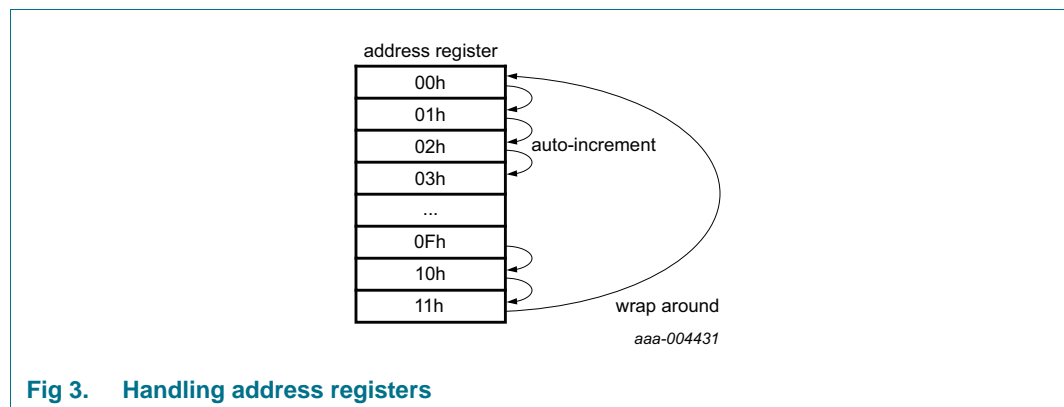 address register
00h
01h
02h
auto-increment
03h
...
0Fh
10h
11h
wrap around
aaa-004431
Fig 3. Handling address registers